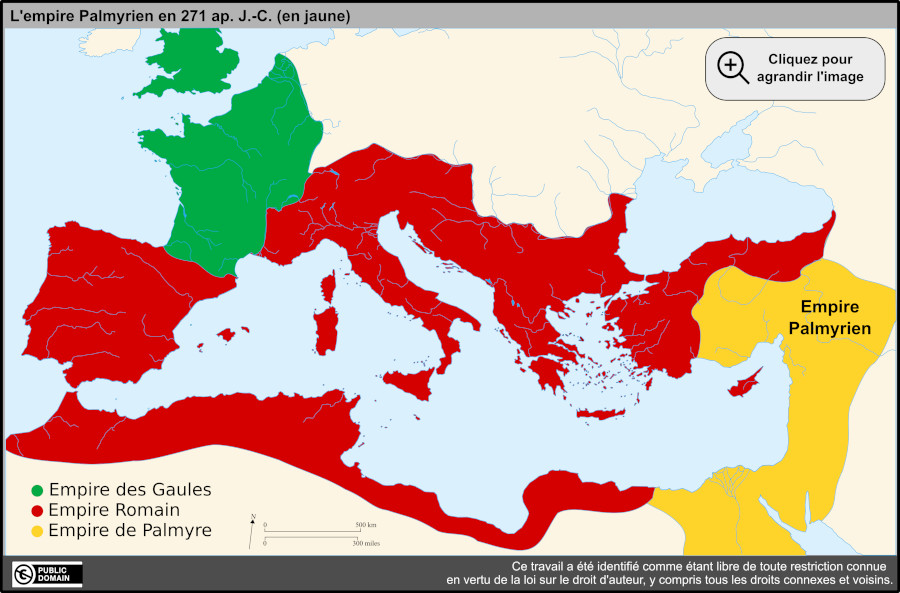 L'empire Palmyrien en 271 ap. J.-C. (en jaune)
Cliquez pour
agrandir l'image
Empire
Palmyrien
Empire des Gaules
Empire Romain
Empire de Palmyre
N
0 500 km
0 300 miles
PUBLIC
DOMAIN
Ce travail a été identifié comme étant libre de toute restriction connue
en vertu de la loi sur le droit d'auteur, y compris tous les droits connexes et voisins.